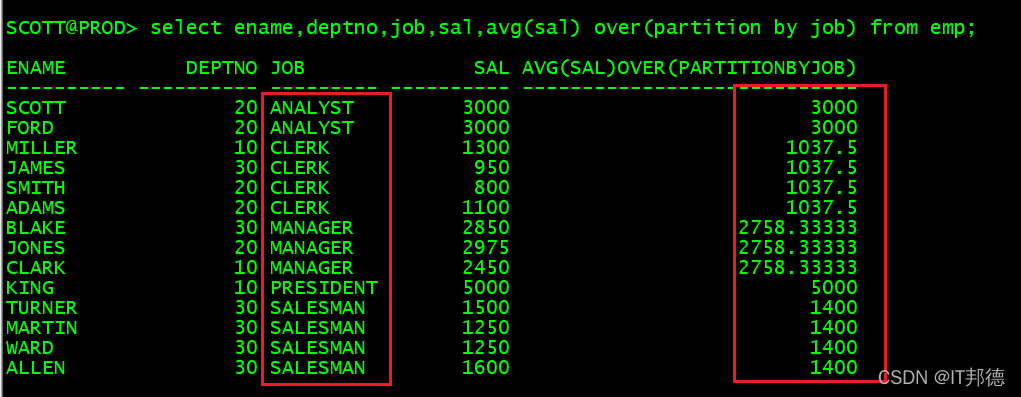 SCOTT@PROD> select ename,deptno,job,sal,avg(sal) over(partition by job) from emp;
ENAME DEPTNO JOB SAL AVG(SAL)OVER(PARTITIONBYJOB)
---------- ---------- --------- ---------- ----------------------------
SCOTT 20 ANALYST 3000 3000
FORD 20 ANALYST 3000 3000
MILLER 10 CLERK 1300 1037.5
JAMES 30 CLERK 950 1037.5
SMITH 20 CLERK 800 1037.5
ADAMS 20 CLERK 1100 1037.5
BLAKE 30 MANAGER 2850 2758.33333
JONES 20 MANAGER 2975 2758.33333
CLARK 10 MANAGER 2450 2758.33333
KING 10 PRESIDENT 5000 5000
TURNER 30 SALESMAN 1500 1400
MARTIN 30 SALESMAN 1250 1400
WARD 30 SALESMAN 1250 1400
ALLEN 30 SALESMAN 1600 1400
CSDN @IT邦德